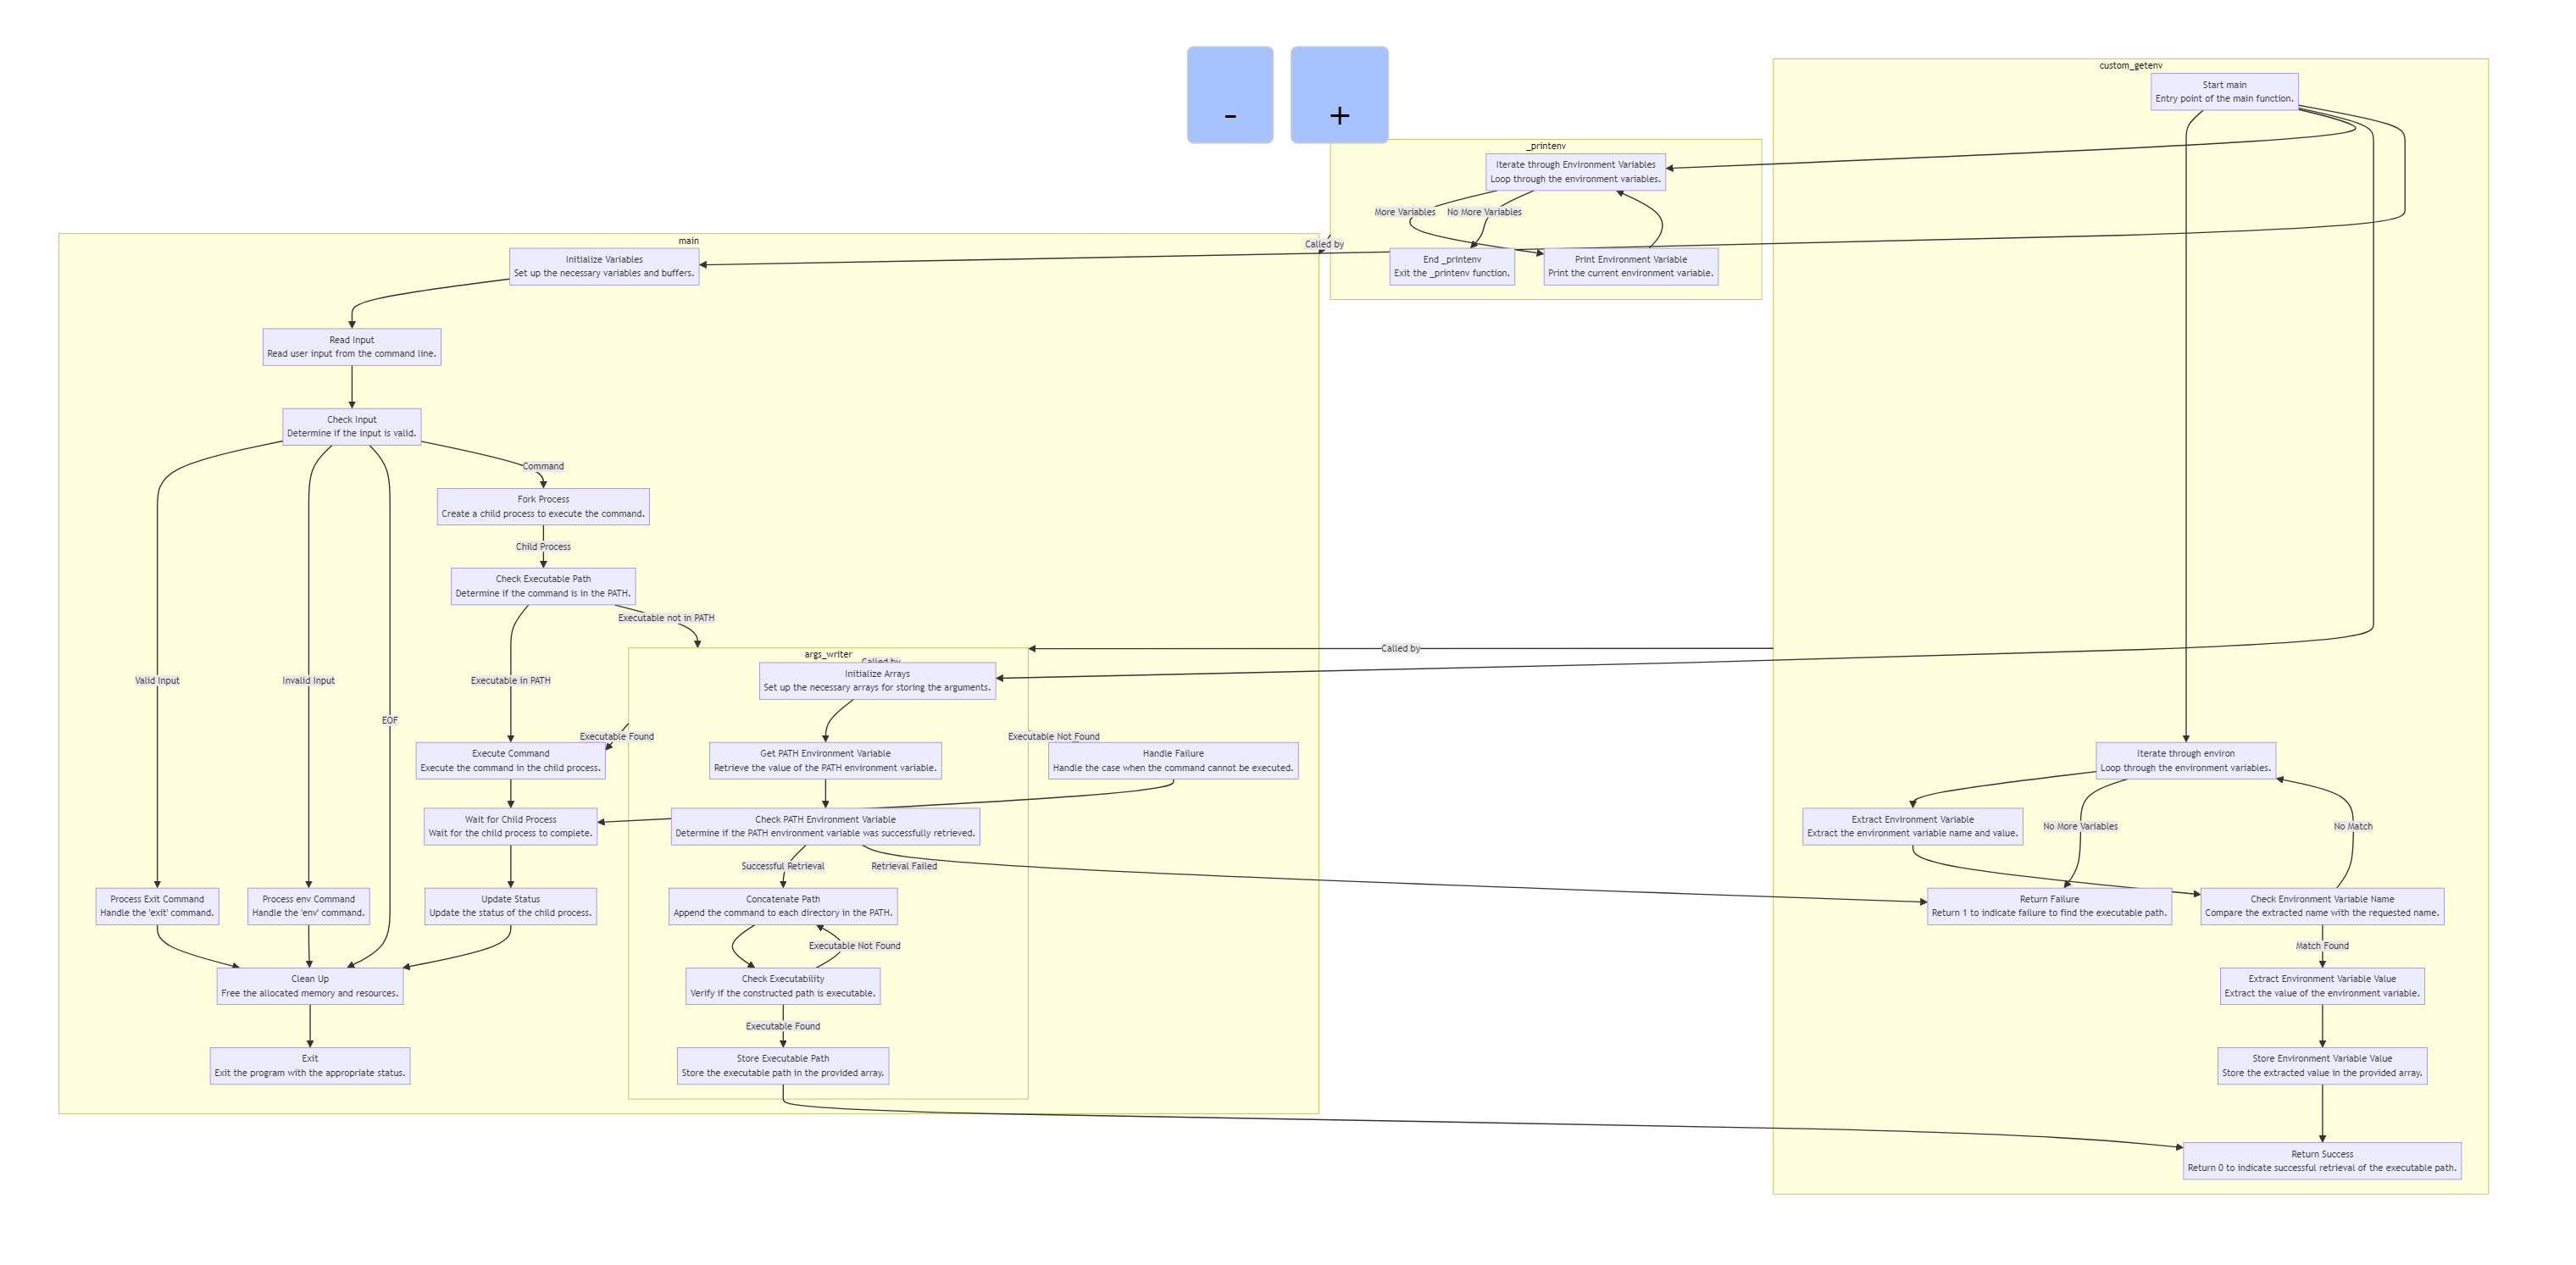 -
+
custom_getenv
Start main
Entry point of the main function.
_printenv
Iterate through Environment Variables
Loop through the environment variables.
More Variables
No More Variables
Called by
End _printenv
Exit the _printenv function.
Print Environment Variable
Print the current environment variable.
main
Initialize Variables
Set up the necessary variables and buffers.
Read Input
Read user input from the command line.
Check Input
Determine if the input is valid.
Command
Fork Process
Create a child process to execute the command.
Child Process
Check Executable Path
Determine if the command is in the PATH.
Executable not in PATH
Called by
args_writer
Called by
Initialize Arrays
Set up the necessary arrays for storing the arguments.
Valid Input
Invalid Input
Executable in PATH
EOF
Executable Found
Executable Not Found
Execute Command
Execute the command in the child process.
Get PATH Environment Variable
Retrieve the value of the PATH environment variable.
Handle Failure
Handle the case when the command cannot be executed.
Iterate through environ
Loop through the environment variables.
Wait for Child Process
Wait for the child process to complete.
Check PATH Environment Variable
Determine if the PATH environment variable was successfully retrieved.
Extract Environment Variable
Extract the environment variable name and value.
No More Variables
No Match
Successful Retrieval
Retrieval Failed
Process Exit Command
Handle the 'exit' command.
Process env Command
Handle the 'env' command.
Update Status
Update the status of the child process.
Concatenate Path
Append the command to each directory in the PATH.
Return Failure
Return 1 to indicate failure to find the executable path.
Check Environment Variable Name
Compare the extracted name with the requested name.
Executable Not Found
Match Found
Clean Up
Free the allocated memory and resources.
Check Executability
Verify if the constructed path is executable.
Extract Environment Variable Value
Extract the value of the environment variable.
Executable Found
Exit
Exit the program with the appropriate status.
Store Executable Path
Store the executable path in the provided array.
Store Environment Variable Value
Store the extracted value in the provided array.
Return Success
Return 0 to indicate successful retrieval of the executable path.